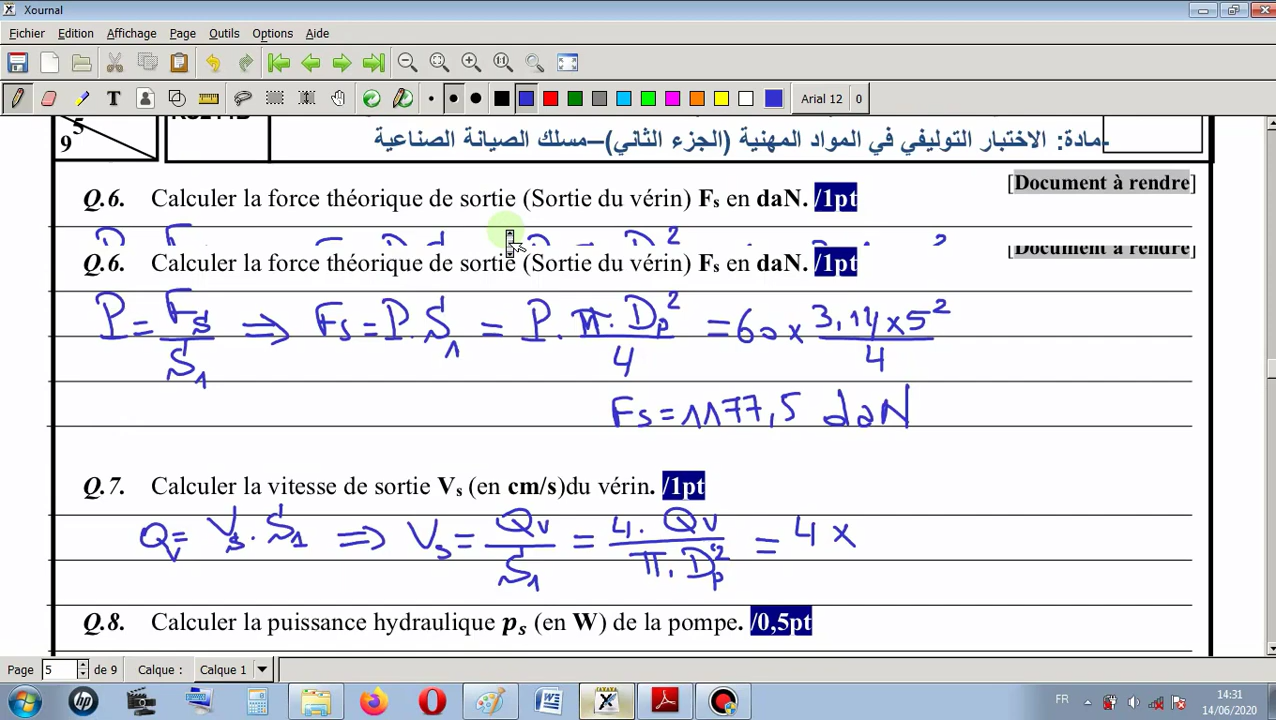 Xournal
Fichier Edition Affichage Page Outils Options Aide
Arial 12 0
9 5
مادة: الاختبار التوليفي في المواد المهنية (الجزء الثاني)–مسلك الصيانة الصناعية
[Document à rendre]
Q.6. Calculer la force théorique de sortie (Sortie du vérin) Fs en daN. /1pt
[Document à rendre]
Q.6. Calculer la force théorique de sortie (Sortie du vérin) Fs en daN. /1pt
P = Fs/S1 ⟹ Fs = P.S1 = P.π.Dp²/4 = 60 x 3,14 x 5²/4
Fs = 1177,5 daN
Q.7. Calculer la vitesse de sortie Vs (en cm/s)du vérin. /1pt
Qv = Vs.S1 ⟹ Vs = Qv/S1 = 4.Qv/π.Dp² = 4 x
Q.8. Calculer la puissance hydraulique ps (en W) de la pompe. /0,5pt
Page 5 de 9 Calque : Calque 1
FR 14:31
14/06/2020